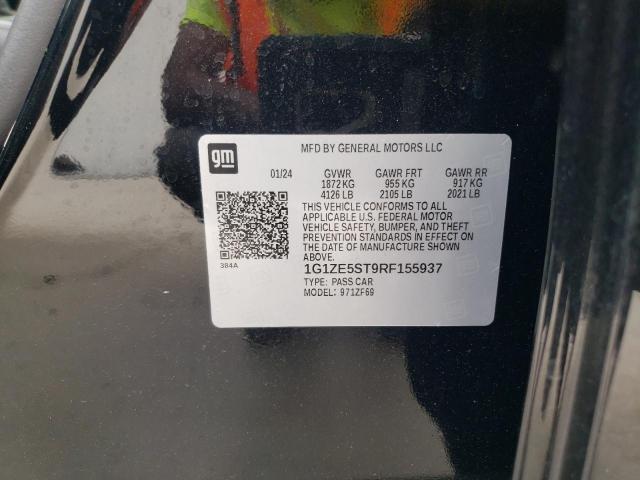 gm
MFD BY GENERAL MOTORS LLC
01/24 GVWR GAWR FRT GAWR RR
1872 KG 955 KG 917 KG
4126 LB 2105 LB 2021 LB
THIS VEHICLE CONFORMS TO ALL
APPLICABLE U.S. FEDERAL MOTOR
VEHICLE SAFETY, BUMPER, AND THEFT
PREVENTION STANDARDS IN EFFECT ON
THE DATE OF MANUFACTURE SHOWN
ABOVE.
384A
1G1ZE5ST9RF155937
TYPE: PASS CAR
MODEL: 971ZF69